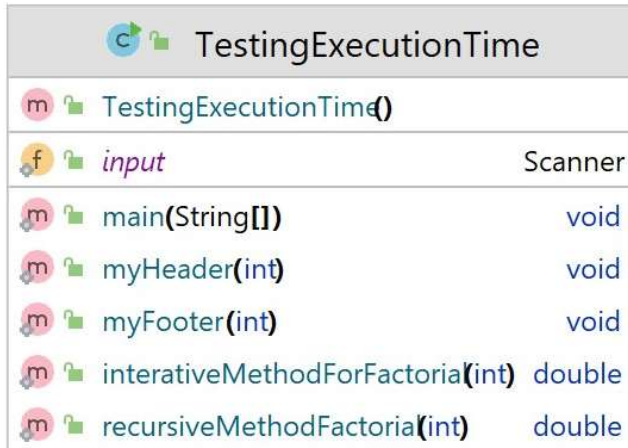 C TestingExecutionTime
m TestingExecutionTime()
f input Scanner
m main(String[]) void
m myHeader(int) void
m myFooter(int) void
m interativeMethodForFactorial(int) double
m recursiveMethodFactorial(int) double